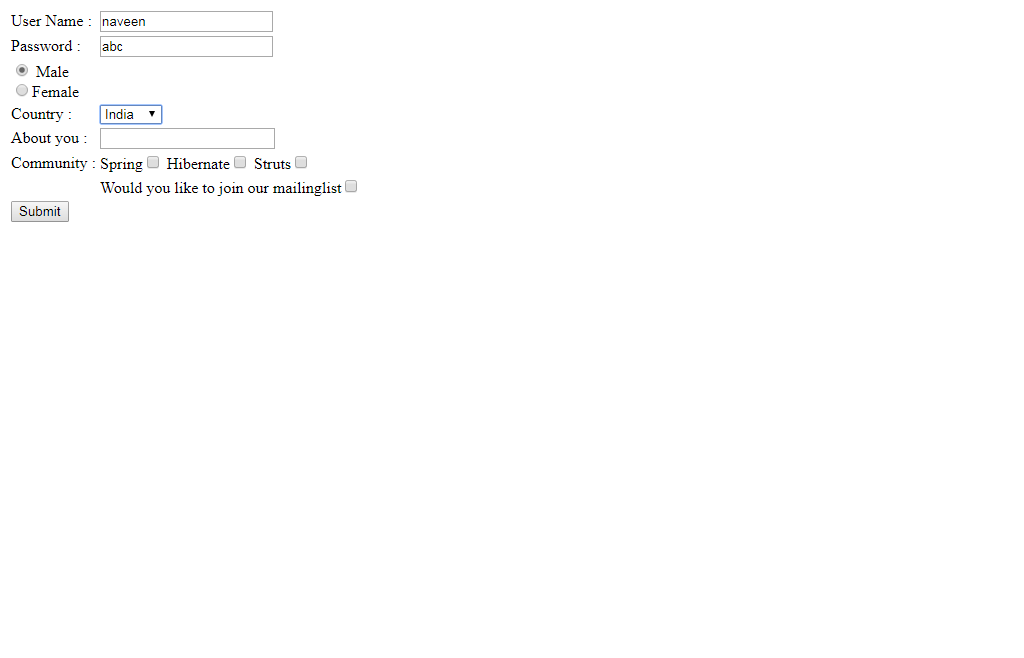 User Name : naveen
Password : abc
Male
Female
Country : India
About you :
Community : Spring Hibernate Struts
Would you like to join our mailinglist
Submit